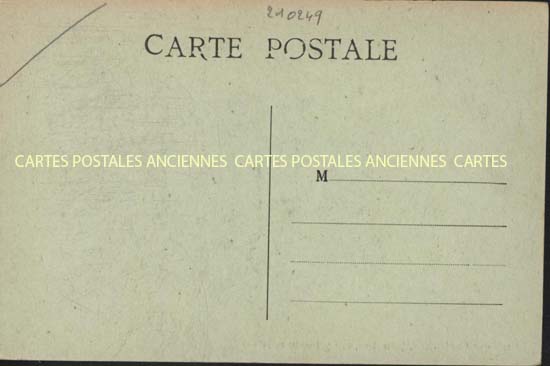 210249
CARTE POSTALE
CARTES POSTALES ANCIENNES CARTES POSTALES ANCIENNES CARTES
M